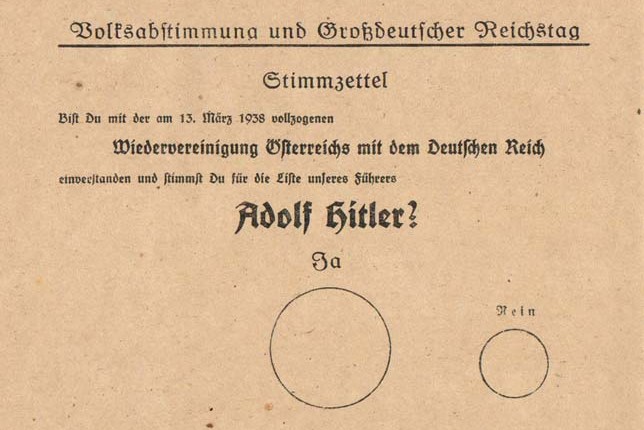 Volksabstimmung und Großdeutscher Reichstag
Stimmzettel
Bist Du mit der am 13. März 1938 vollzogenen
Wiedervereinigung Österreichs mit dem Deutschen Reich
einverstanden und stimmst Du für die Liste unseres Führers
Adolf Hitler?
Ja
Nein